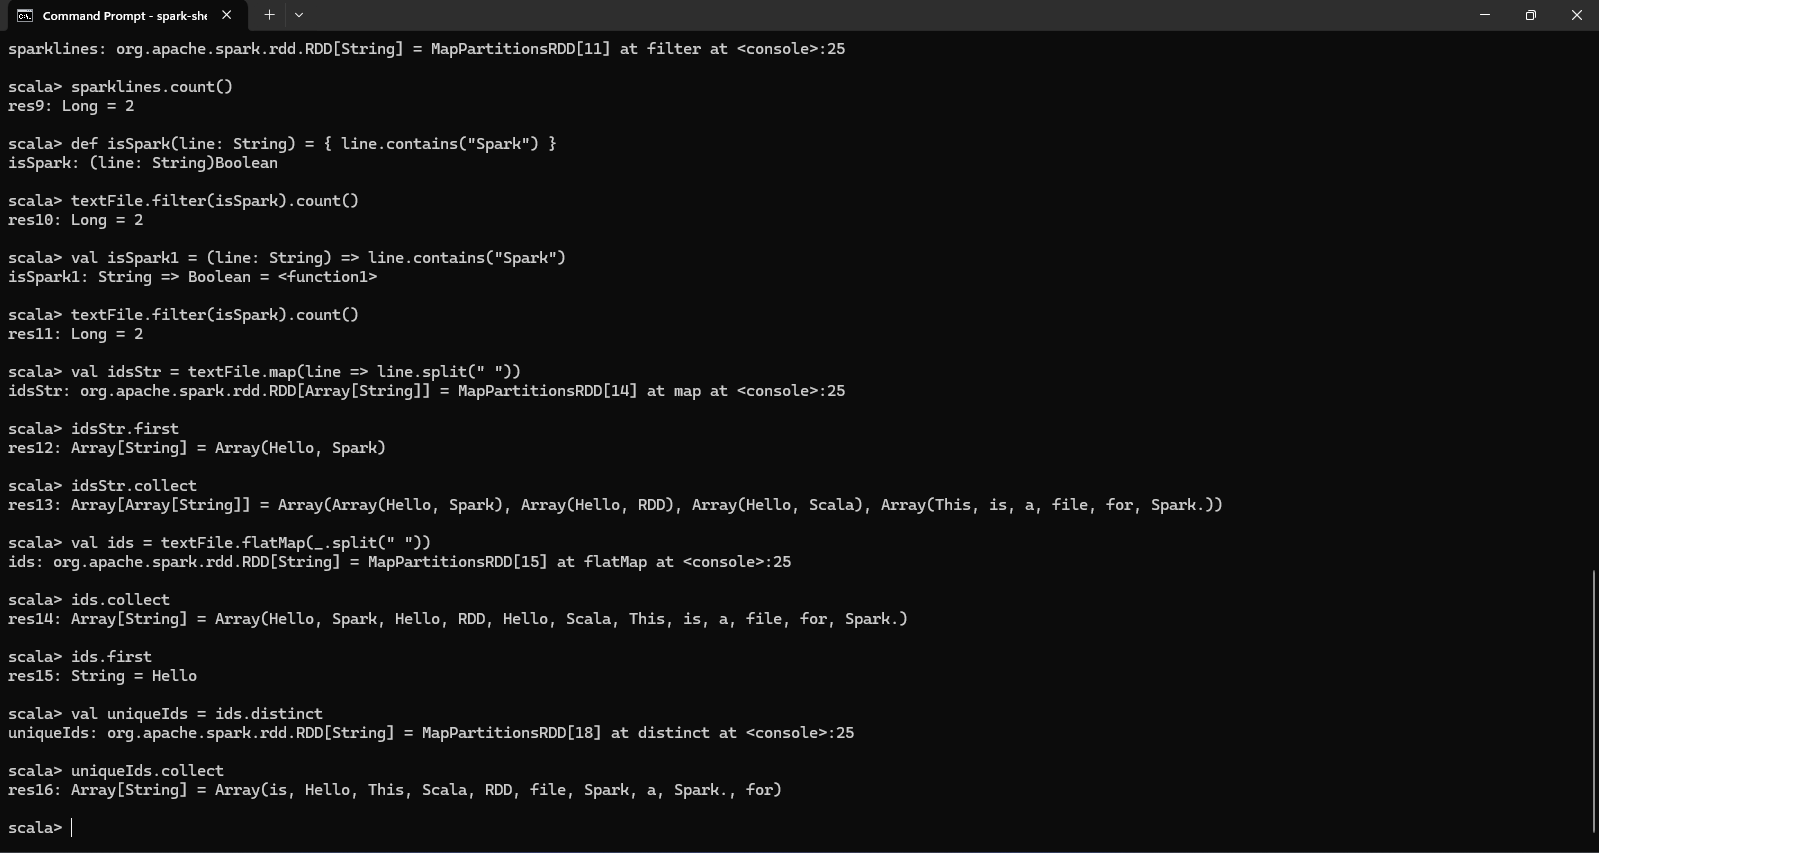 Command Prompt - spark-she
sparklines: org.apache.spark.rdd.RDD[String] = MapPartitionsRDD[11] at filter at <console>:25
scala> sparklines.count()
res9: Long = 2
scala> def isSpark(line: String) = { line.contains("Spark") }
isSpark: (line: String)Boolean
scala> textFile.filter(isSpark).count()
res10: Long = 2
scala> val isSpark1 = (line: String) => line.contains("Spark")
isSpark1: String => Boolean = <function1>
scala> textFile.filter(isSpark).count()
res11: Long = 2
scala> val idsStr = textFile.map(line => line.split(" "))
idsStr: org.apache.spark.rdd.RDD[Array[String]] = MapPartitionsRDD[14] at map at <console>:25
scala> idsStr.first
res12: Array[String] = Array(Hello, Spark)
scala> idsStr.collect
res13: Array[Array[String]] = Array(Array(Hello, Spark), Array(Hello, RDD), Array(Hello, Scala), Array(This, is, a, file, for, Spark.))
scala> val ids = textFile.flatMap(_.split(" "))
ids: org.apache.spark.rdd.RDD[String] = MapPartitionsRDD[15] at flatMap at <console>:25
scala> ids.collect
res14: Array[String] = Array(Hello, Spark, Hello, RDD, Hello, Scala, This, is, a, file, for, Spark.)
scala> ids.first
res15: String = Hello
scala> val uniqueIds = ids.distinct
uniqueIds: org.apache.spark.rdd.RDD[String] = MapPartitionsRDD[18] at distinct at <console>:25
scala> uniqueIds.collect
res16: Array[String] = Array(is, Hello, This, Scala, RDD, file, Spark, a, Spark., for)
scala>